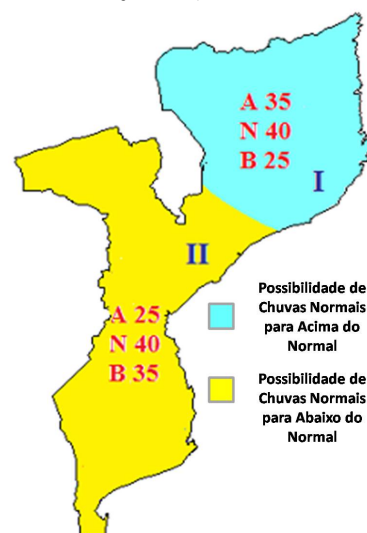 A 35
N 40
B 25
I
II
A 25
N 40
B 35
Possibilidade de
Chuvas Normais
para Acima do
Normal
Possibilidade de
Chuvas Normais
para Abaixo do
Normal